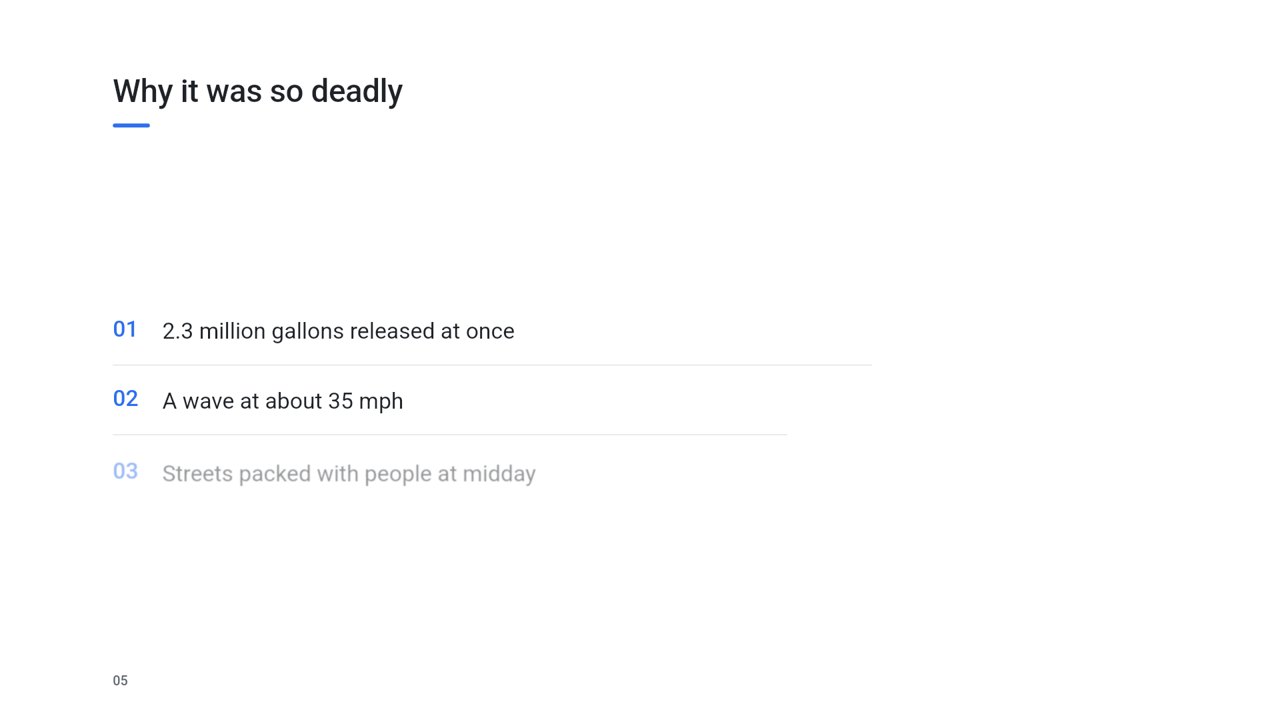 Why it was so deadly
01 2.3 million gallons released at once
02 A wave at about 35 mph
03 Streets packed with people at midday
05